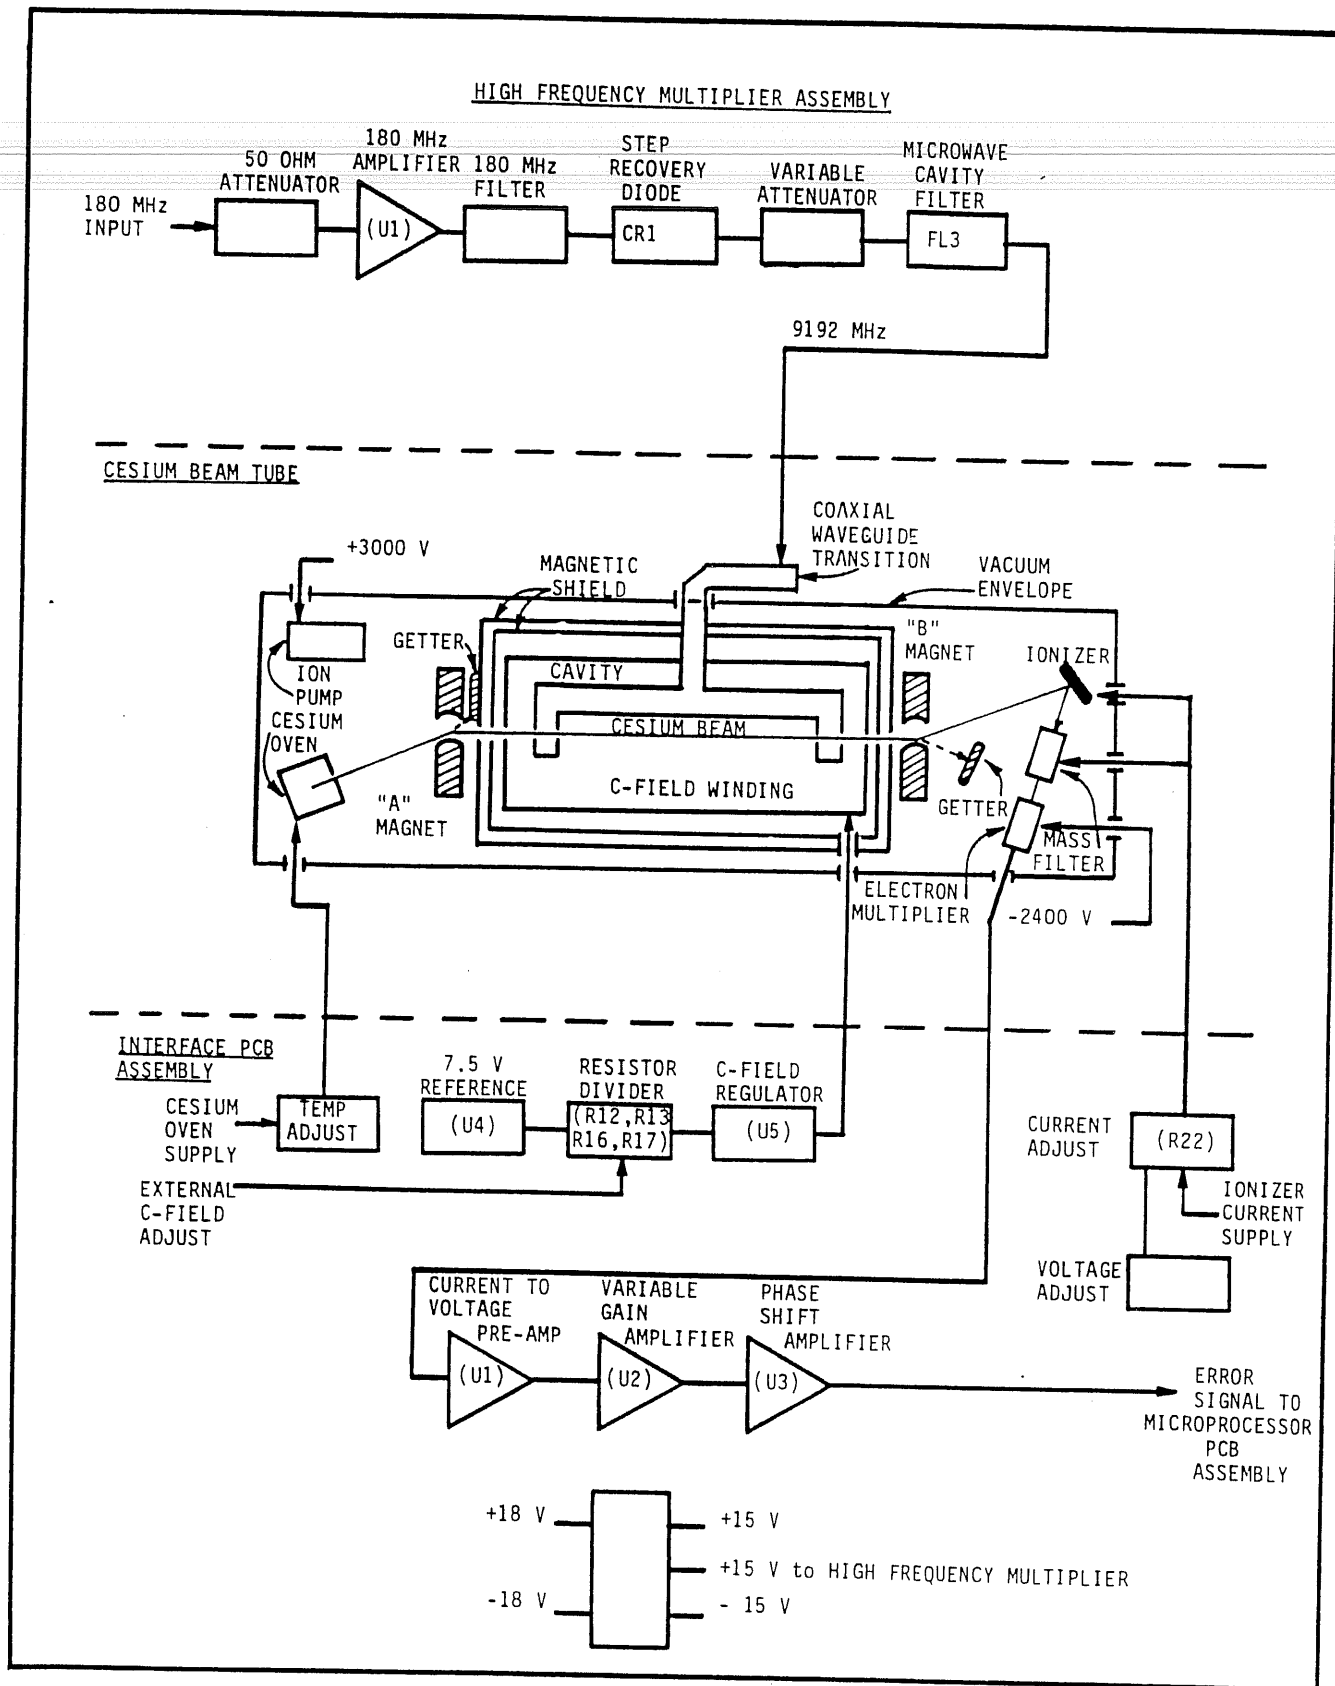 HIGH FREQUENCY MULTIPLIER ASSEMBLY
180 MHz
INPUT
50 OHM
ATTENUATOR
180 MHz
AMPLIFIER
(U1)
180 MHz
FILTER
STEP
RECOVERY
DIODE
CR1
VARIABLE
ATTENUATOR
MICROWAVE
CAVITY
FILTER
FL3
9192 MHz
CESIUM BEAM TUBE
+3000 V
MAGNETIC
SHIELD
COAXIAL
WAVEGUIDE
TRANSITION
VACUUM
ENVELOPE
GETTER
ION
PUMP
CESIUM
OVEN
CAVITY
CESIUM BEAM
C-FIELD WINDING
"A"
MAGNET
"B"
MAGNET
IONIZER
GETTER
MASS
FILTER
ELECTRON
MULTIPLIER
-2400 V
INTERFACE PCB
ASSEMBLY
CESIUM
OVEN
SUPPLY
TEMP
ADJUST
7.5 V
REFERENCE
(U4)
RESISTOR
DIVIDER
(R12,R13
R16,R17)
C-FIELD
REGULATOR
(U5)
EXTERNAL
C-FIELD
ADJUST
CURRENT
ADJUST
(R22)
IONIZER
CURRENT
SUPPLY
VOLTAGE
ADJUST
CURRENT TO
VOLTAGE
PRE-AMP
(U1)
VARIABLE
GAIN
AMPLIFIER
(U2)
PHASE
SHIFT
AMPLIFIER
(U3)
ERROR
SIGNAL TO
MICROPROCESSOR
PCB
ASSEMBLY
+18 V
-18 V
+15 V
+15 V to HIGH FREQUENCY MULTIPLIER
- 15 V